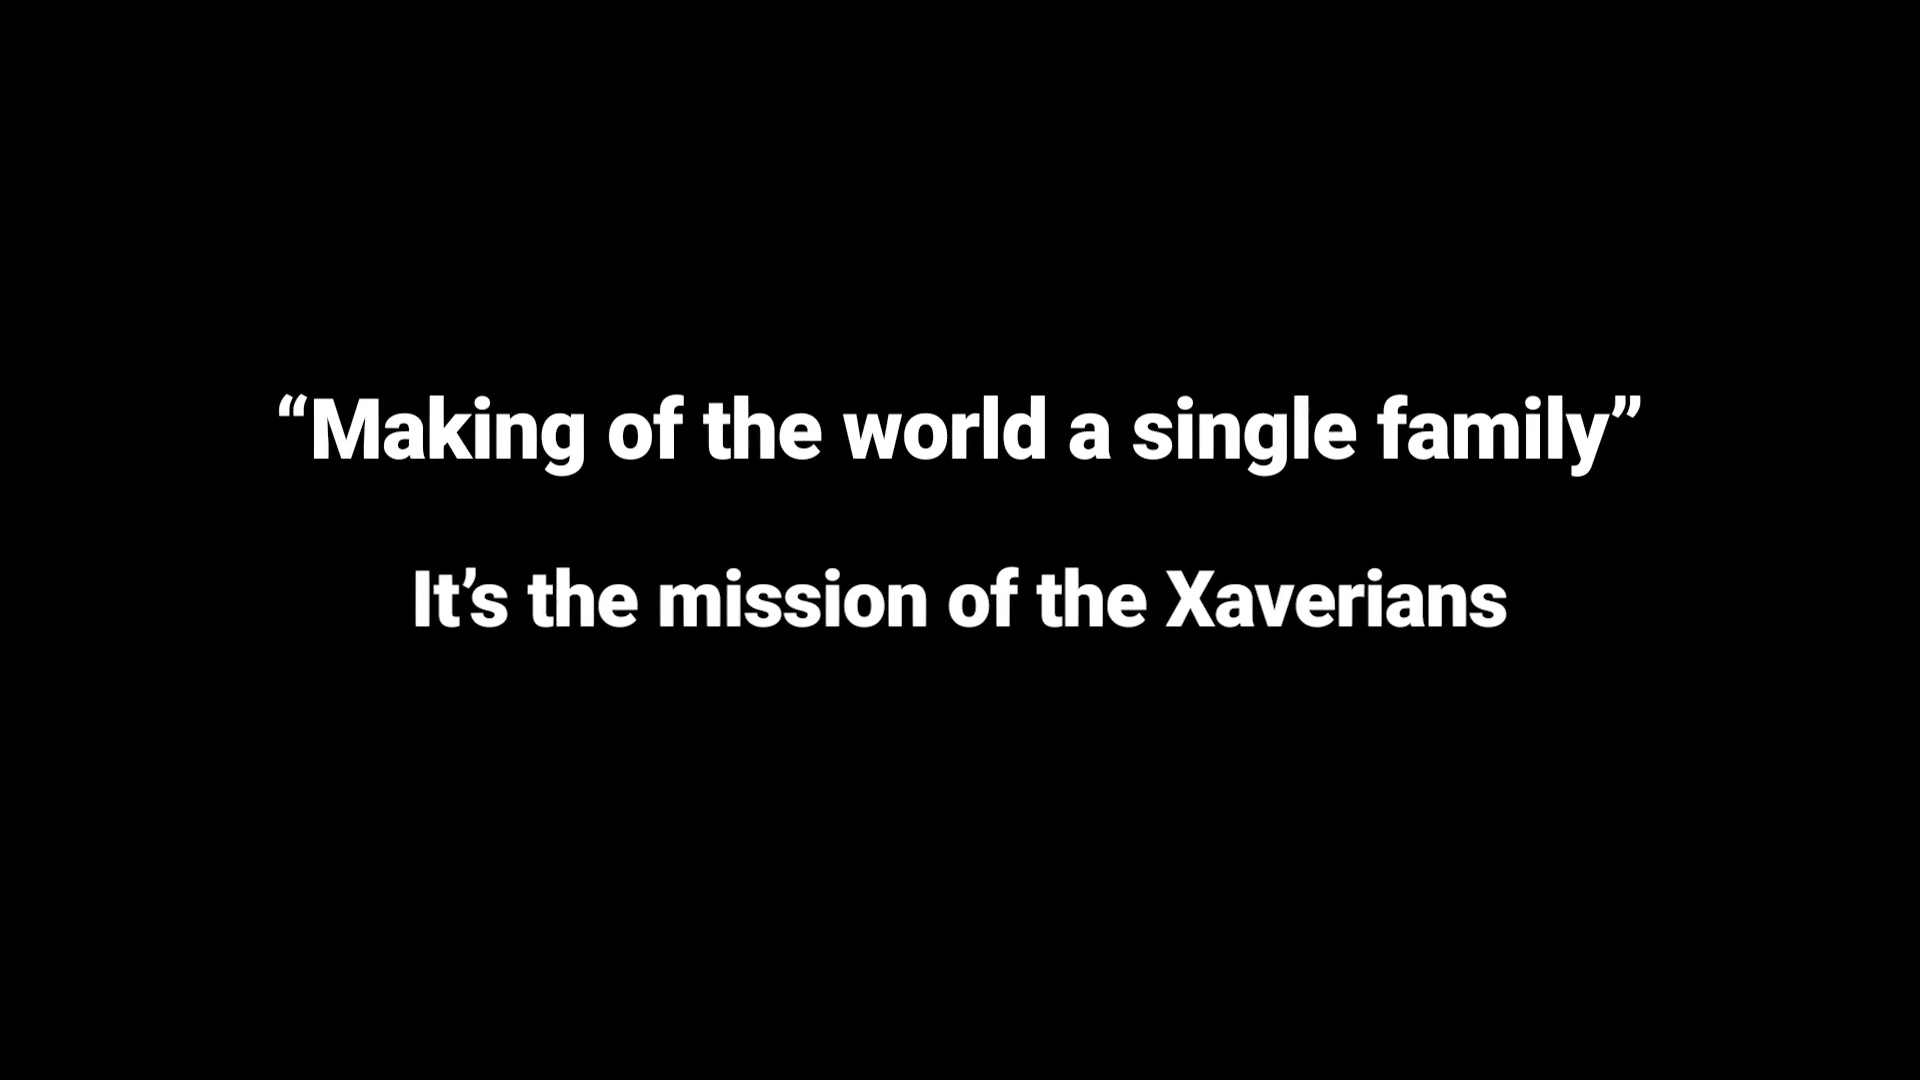 “Making of the world a single family”
It’s the mission of the Xaverians